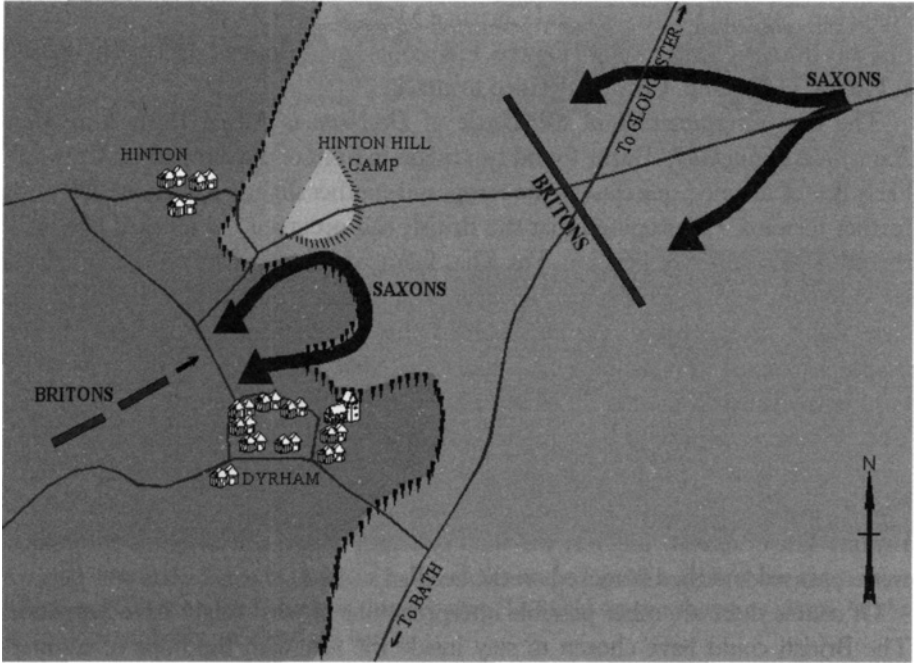 SAXONS
To GLOUCESTER
HINTON HILL
CAMP
HINTON
BRITONS
SAXONS
BRITONS
DYRHAM
N
To BATH